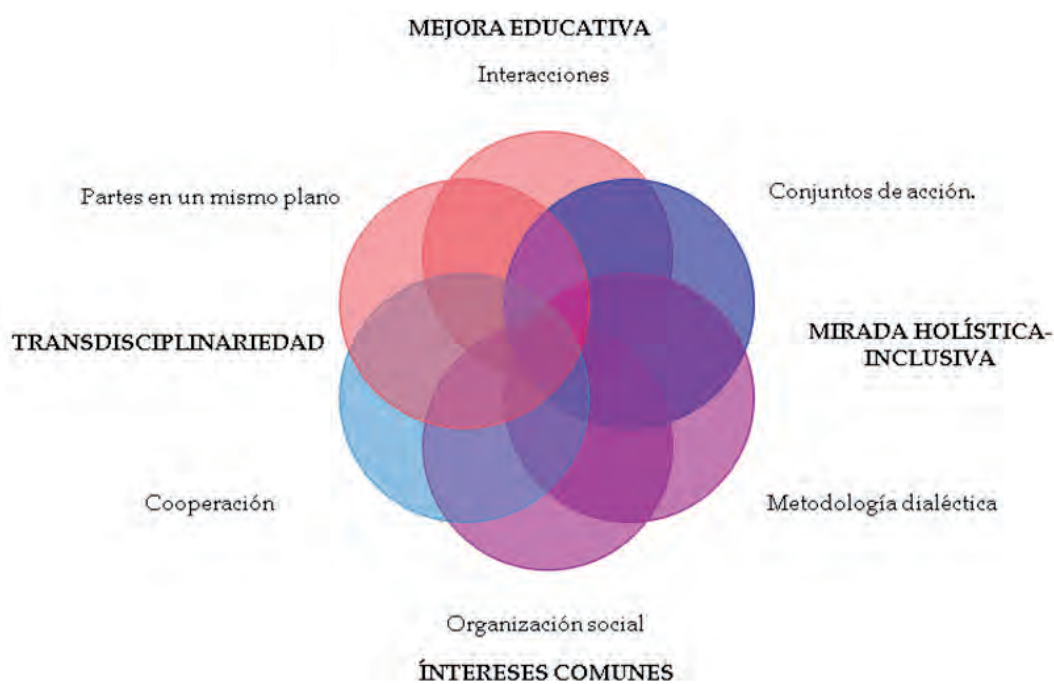 MEJORA EDUCATIVA
Interacciones
Partes en un mismo plano
Conjuntos de acción.
TRANSDISCIPLINARIEDAD
MIRADA HOLÍSTICA-
INCLUSIVA
Cooperación
Metodología dialéctica
Organización social
ÍNTERESES COMUNES